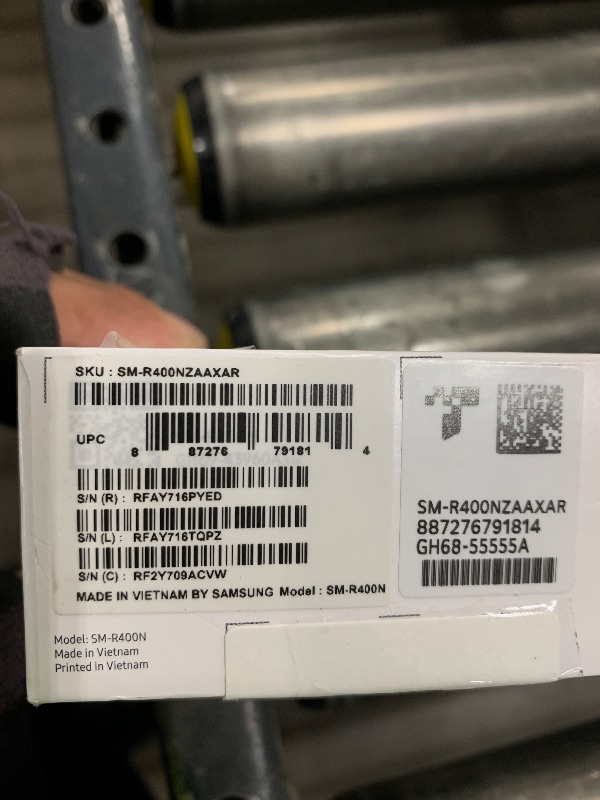 SKU : SM-R400NZAAXAR
UPC
8 87276 79181 4
S/N (R) : RFAY716PYED
S/N (L) : RFAY716TQPZ
S/N (C) : RF2Y709ACVW
MADE IN VIETNAM BY SAMSUNG Model : SM-R400N
SM-R400NZAAXAR
887276791814
GH68-55555A
Model: SM-R400N
Made in Vietnam
Printed in Vietnam